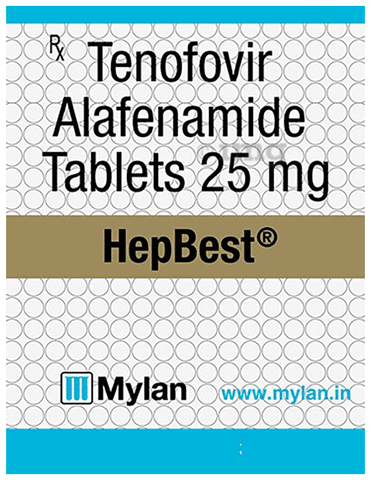 Rx
Tenofovir
Alafenamide
Tablets 25 mg
HepBest®
Mylan
www.mylan.in